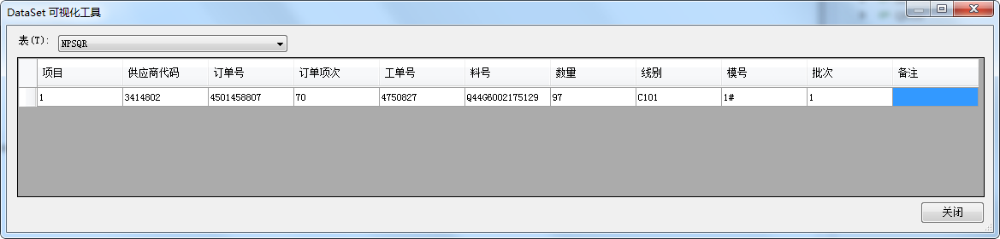 DataSet 可视化工具
表(T): NPSQR
项目 供应商代码 订单号 订单项次 工单号 料号 数量 线别 模号 批次 备注
1 3414802 4501458807 70 4750827 Q44G6002175129 97 C101 1# 1
关闭